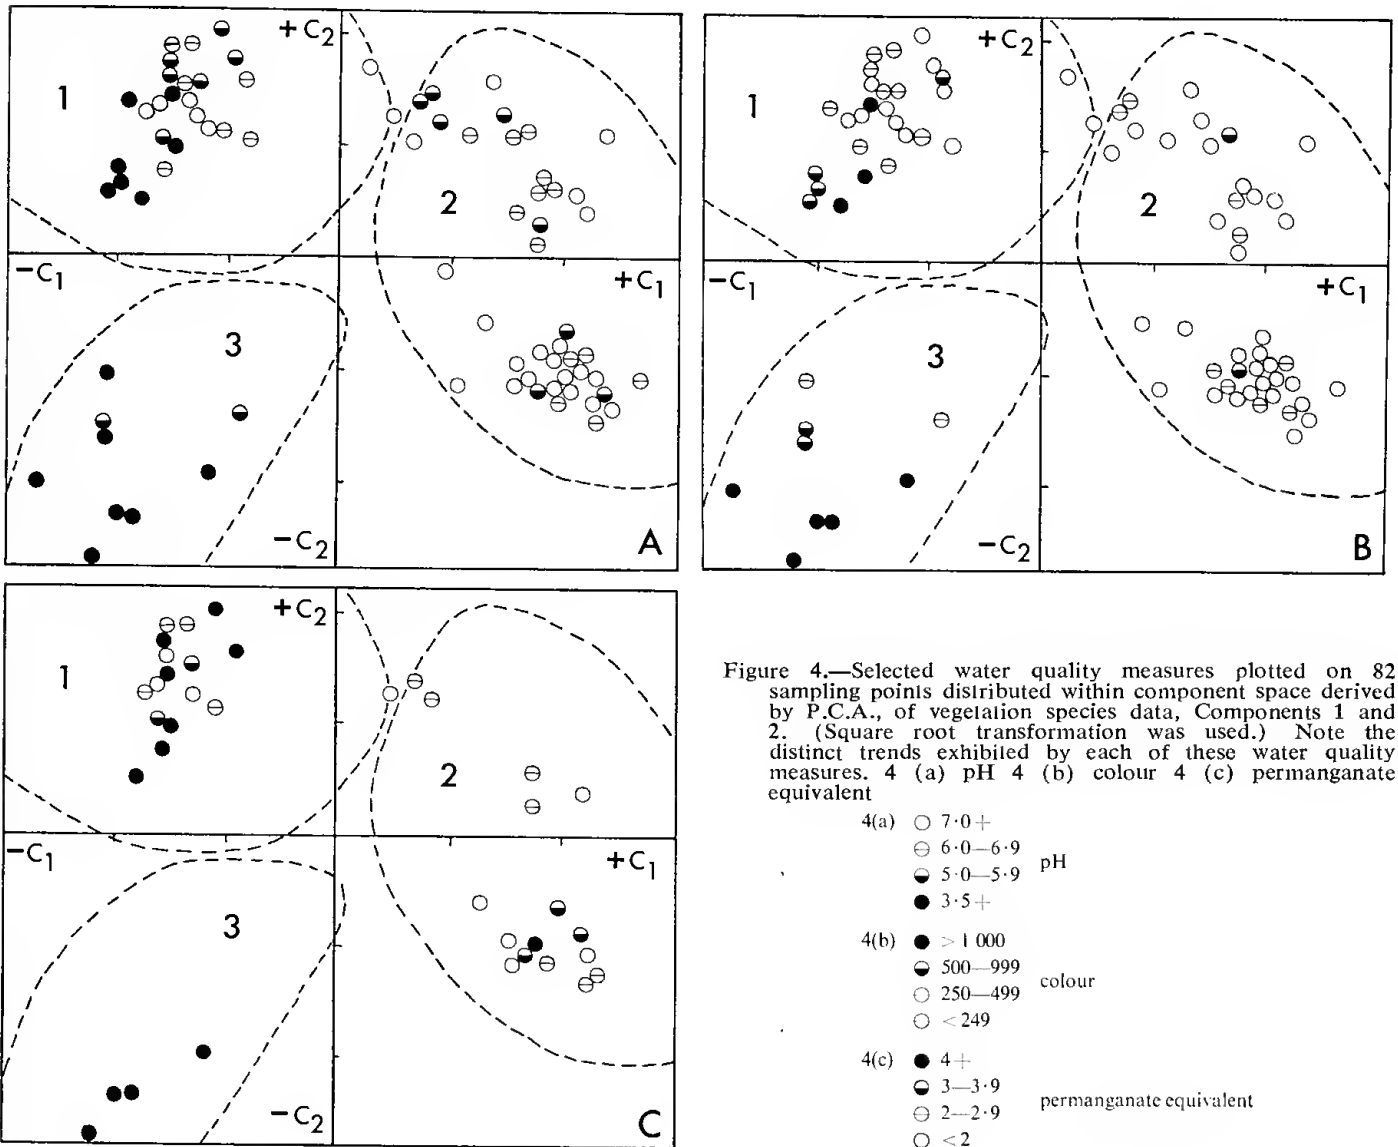 +C2
1
2
−C1
+C1
3
−C2
A
+C2
1
2
−C1
+C1
3
−C2
B
+C2
1
2
−C1
+C1
3
−C2
C
Figure 4.—Selected water quality measures plotted on 82
sampling points distributed within component space derived
by P.C.A., of vegetation species data, Components 1 and
2. (Square root transformation was used.) Note the
distinct trends exhibited by each of these water quality
measures. 4 (a) pH 4 (b) colour 4 (c) permanganate
equivalent
4(a) ○ 7·0+
⊖ 6·0—6·9
pH
◒ 5·0—5·9
● 3·5+
4(b) ● >1 000
◒ 500—999
colour
○ 250—499
○ <249
4(c) ● 4+
◒ 3—3·9
permanganate equivalent
⊖ 2—2·9
○ <2